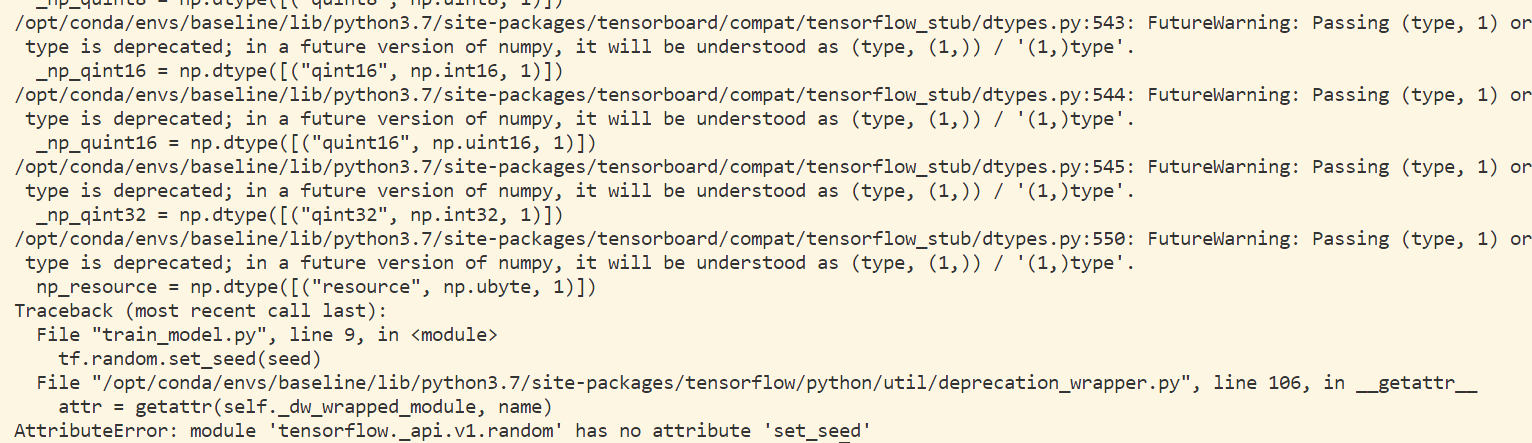 _np_quint8 = np.dtype([("quint8", np.uint8, 1)])
/opt/conda/envs/baseline/lib/python3.7/site-packages/tensorboard/compat/tensorflow_stub/dtypes.py:543: FutureWarning: Passing (type, 1) or
type is deprecated; in a future version of numpy, it will be understood as (type, (1,)) / '(1,)type'.
_np_qint16 = np.dtype([("qint16", np.int16, 1)])
/opt/conda/envs/baseline/lib/python3.7/site-packages/tensorboard/compat/tensorflow_stub/dtypes.py:544: FutureWarning: Passing (type, 1) or
type is deprecated; in a future version of numpy, it will be understood as (type, (1,)) / '(1,)type'.
_np_quint16 = np.dtype([("quint16", np.uint16, 1)])
/opt/conda/envs/baseline/lib/python3.7/site-packages/tensorboard/compat/tensorflow_stub/dtypes.py:545: FutureWarning: Passing (type, 1) or
type is deprecated; in a future version of numpy, it will be understood as (type, (1,)) / '(1,)type'.
_np_qint32 = np.dtype([("qint32", np.int32, 1)])
/opt/conda/envs/baseline/lib/python3.7/site-packages/tensorboard/compat/tensorflow_stub/dtypes.py:550: FutureWarning: Passing (type, 1) or
type is deprecated; in a future version of numpy, it will be understood as (type, (1,)) / '(1,)type'.
np_resource = np.dtype([("resource", np.ubyte, 1)])
Traceback (most recent call last):
File "train_model.py", line 9, in <module>
tf.random.set_seed(seed)
File "/opt/conda/envs/baseline/lib/python3.7/site-packages/tensorflow/python/util/deprecation_wrapper.py", line 106, in __getattr__
attr = getattr(self._dw_wrapped_module, name)
AttributeError: module 'tensorflow._api.v1.random' has no attribute 'set_seed'